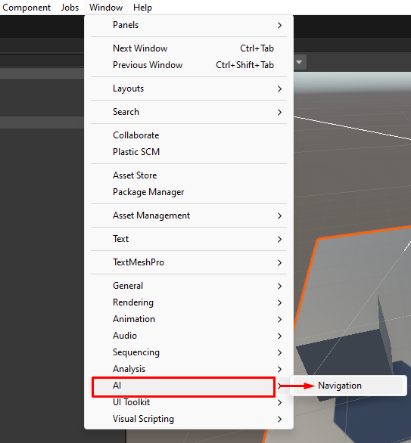 Component Jobs Window Help
Panels
Next Window Ctrl+Tab
Previous Window Ctrl+Shift+Tab
Layouts
Search
Collaborate
Plastic SCM
Asset Store
Package Manager
Asset Management
Text
TextMeshPro
General
Rendering
Animation
Audio
Sequencing
Analysis
AI Navigation
UI Toolkit
Visual Scripting